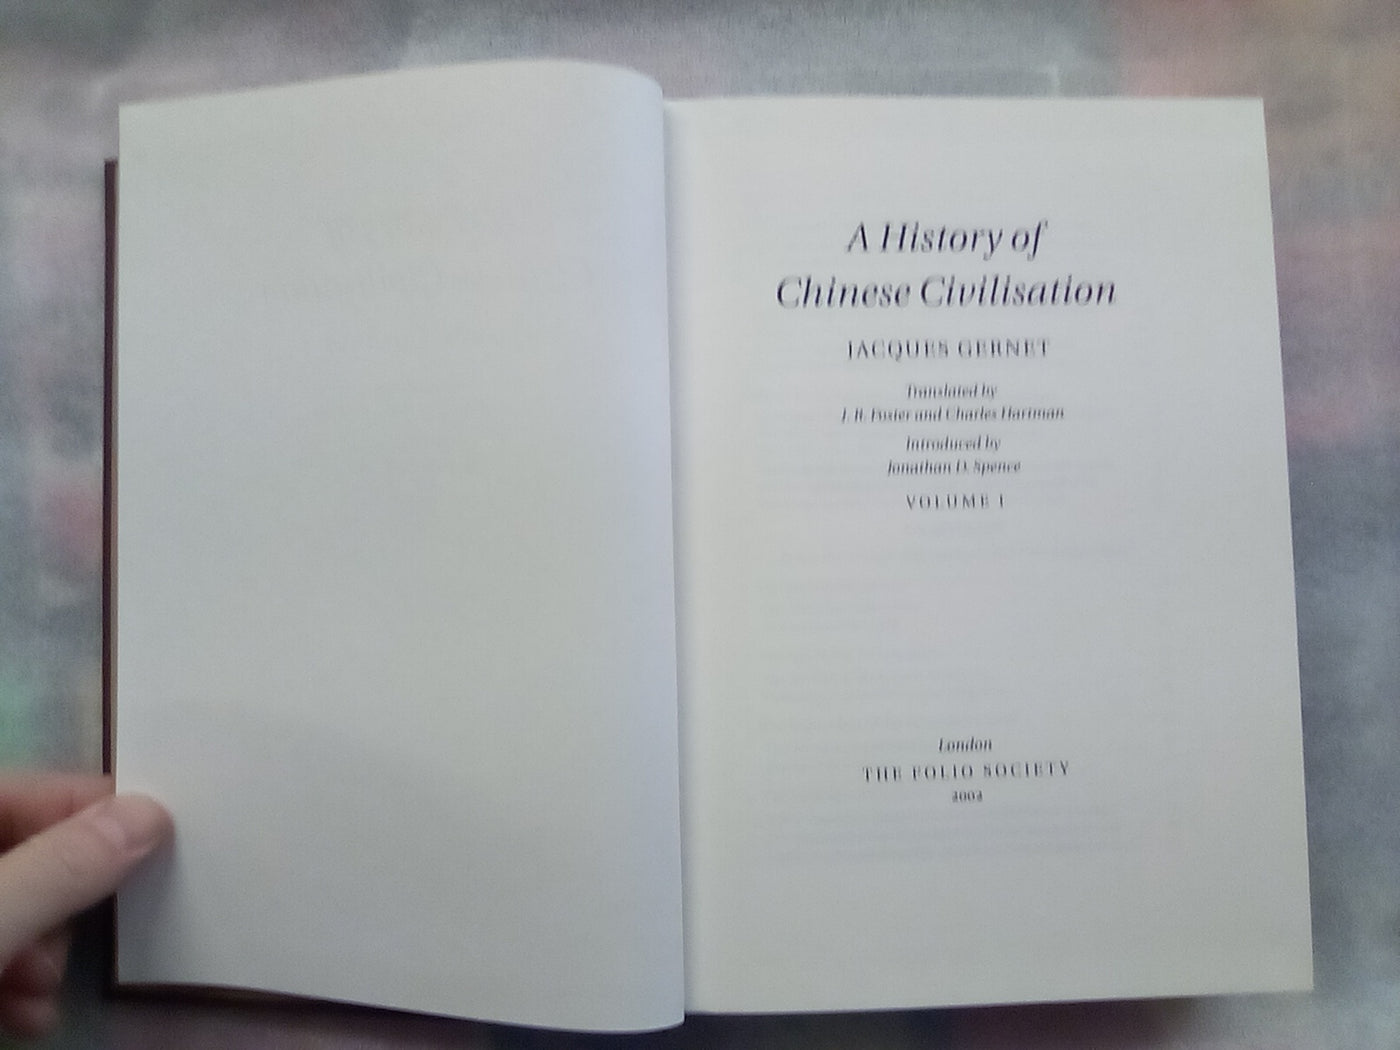 A History of
Chinese Civilisation
JACQUES GERNET
Translated by
J. R. Foster and Charles Hartman
Introduced by
Jonathan D. Spence
VOLUME I
London
THE FOLIO SOCIETY
2002